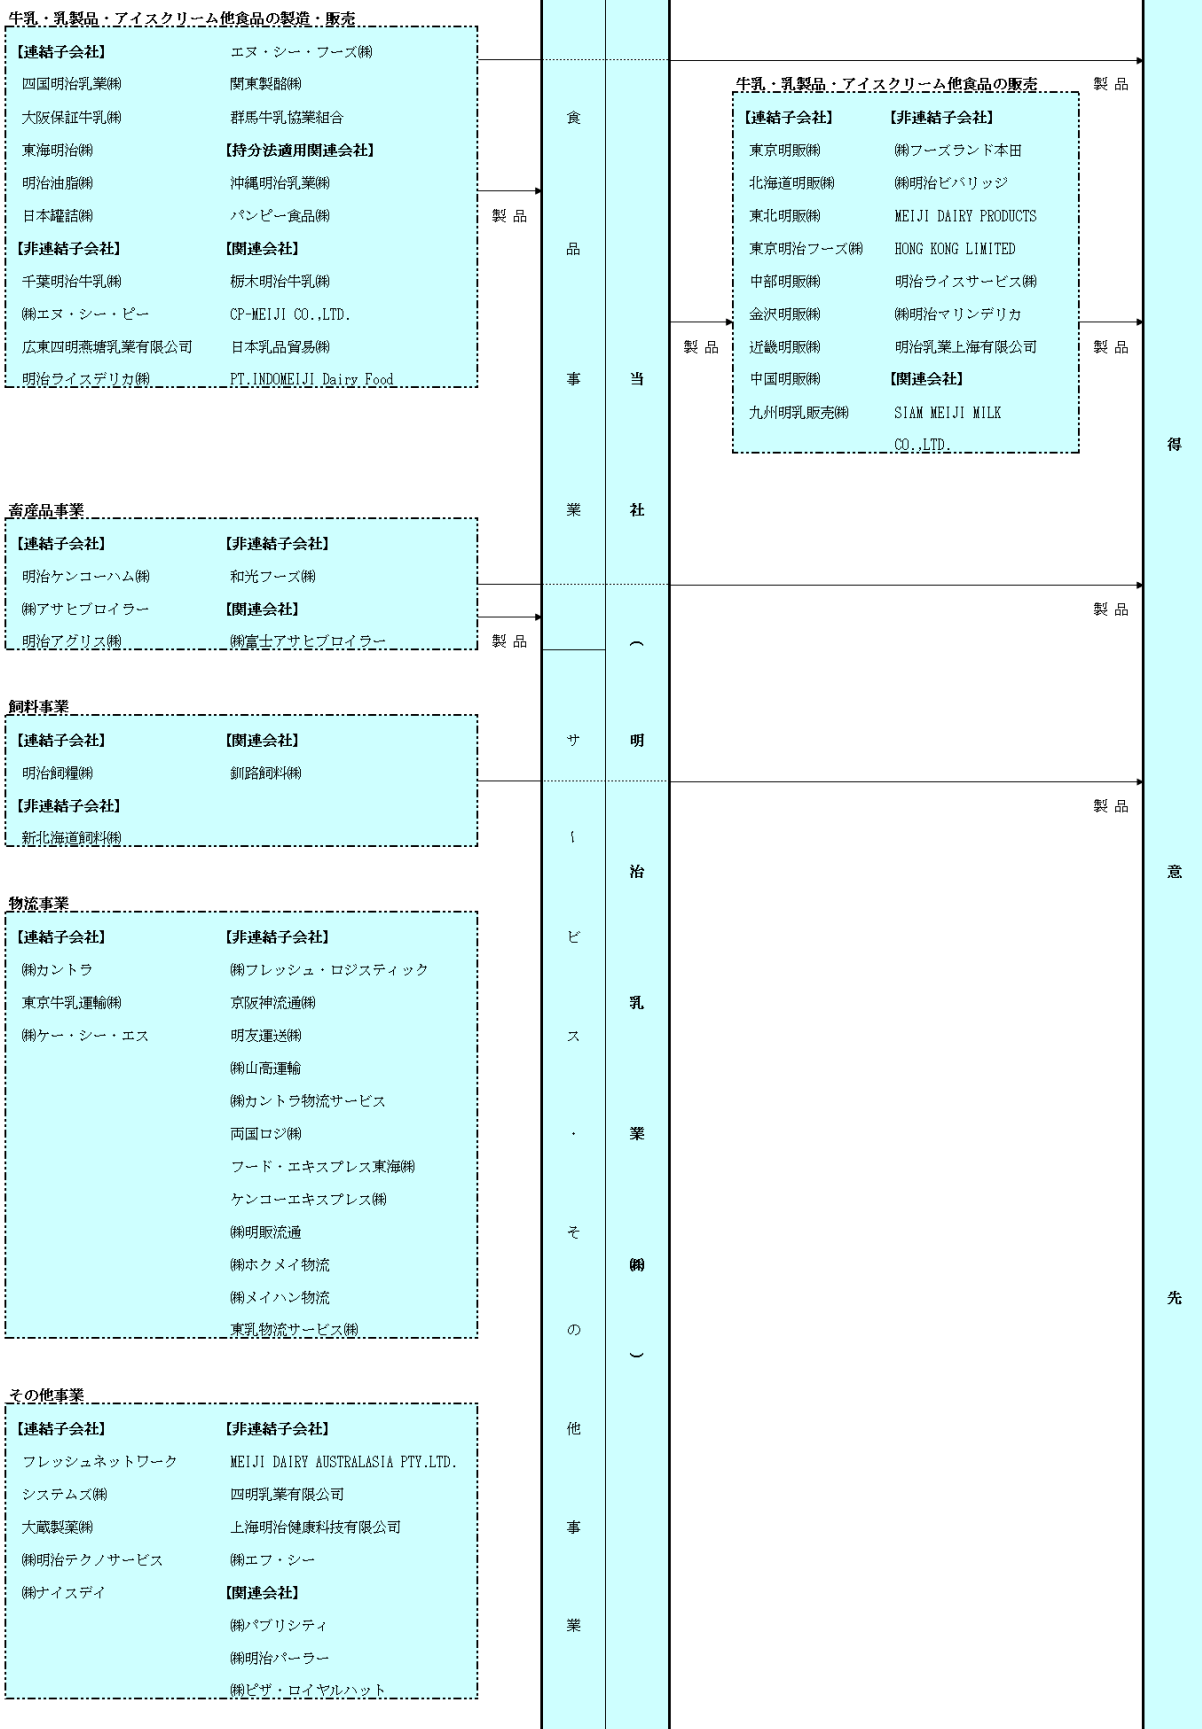 牛乳・乳製品・アイスクリーム他食品の製造・販売
【連結子会社】
四国明治乳業㈱
大阪保証牛乳㈱
東海明治㈱
明治油脂㈱
日本罐詰㈱
【非連結子会社】
千葉明治牛乳㈱
㈱エヌ・シー・ピー
広東四明燕塘乳業有限公司
明治ライスデリカ㈱
エヌ・シー・フーズ㈱
関東製酪㈱
群馬牛乳協業組合
【持分法適用関連会社】
沖縄明治乳業㈱
パンピー食品㈱
【関連会社】
栃木明治牛乳㈱
CP-MEIJI CO.,LTD.
日本乳品貿易㈱
PT.INDOMEIJI Dairy Food
製 品
畜産品事業
【連結子会社】
明治ケンコーハム㈱
㈱アサヒブロイラー
明治アグリス㈱
【非連結子会社】
和光フーズ㈱
【関連会社】
㈱富士アサヒブロイラー
製 品
飼料事業
【連結子会社】
明治飼糧㈱
【非連結子会社】
新北海道飼料㈱
【関連会社】
釧路飼料㈱
物流事業
【連結子会社】
㈱カントラ
東京牛乳運輸㈱
㈱ケー・シー・エス
【非連結子会社】
㈱フレッシュ・ロジスティック
京阪神流通㈱
明友運送㈱
㈱山高運輸
㈱カントラ物流サービス
両国ロジ㈱
フード・エキスプレス東海㈱
ケンコーエキスプレス㈱
㈱明販流通
㈱ホクメイ物流
㈱メイハン物流
東乳物流サービス㈱
その他事業
【連結子会社】
フレッシュネットワーク
システムズ㈱
大蔵製薬㈱
㈱明治テクノサービス
㈱ナイスデイ
【非連結子会社】
MEIJI DAIRY AUSTRALASIA PTY.LTD.
四明乳業有限公司
上海明治健康科技有限公司
㈱エフ・シー
【関連会社】
㈱パブリシティ
㈱明治パーラー
㈱ピザ・ロイヤルハット
食品事業
サービス・その他事業
当社(明治乳業㈱)
製 品
牛乳・乳製品・アイスクリーム他食品の販売
【連結子会社】
東京明販㈱
北海道明販㈱
東北明販㈱
東京明治フーズ㈱
中部明販㈱
金沢明販㈱
近畿明販㈱
中国明販㈱
九州明乳販売㈱
【非連結子会社】
㈱フーズランド本田
㈱明治ビバリッジ
MEIJI DAIRY PRODUCTS
HONG KONG LIMITED
明治ライスサービス㈱
㈱明治マリンデリカ
明治乳業上海有限公司
【関連会社】
SIAM MEIJI MILK
CO.,LTD.
製 品
製 品
製 品
製 品
得意先